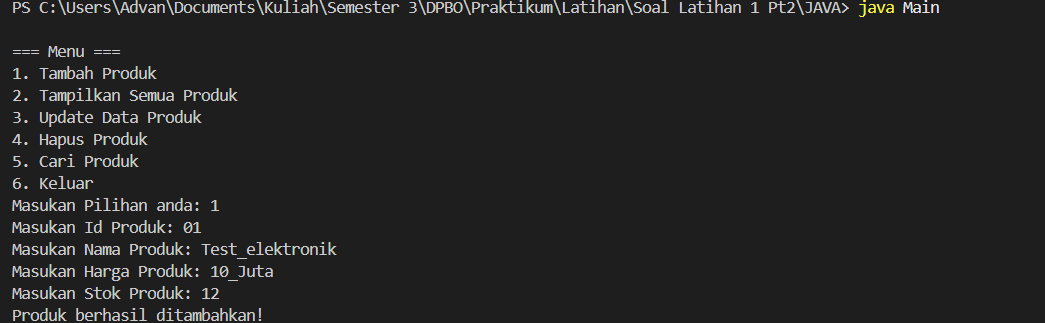 PS C:\Users\Advan\Documents\Kuliah\Semester 3\DPBO\Praktikum\Latihan\Soal Latihan 1 Pt2\JAVA> java Main
=== Menu ===
1. Tambah Produk
2. Tampilkan Semua Produk
3. Update Data Produk
4. Hapus Produk
5. Cari Produk
6. Keluar
Masukan Pilihan anda: 1
Masukan Id Produk: 01
Masukan Nama Produk: Test_elektronik
Masukan Harga Produk: 10_Juta
Masukan Stok Produk: 12
Produk berhasil ditambahkan!